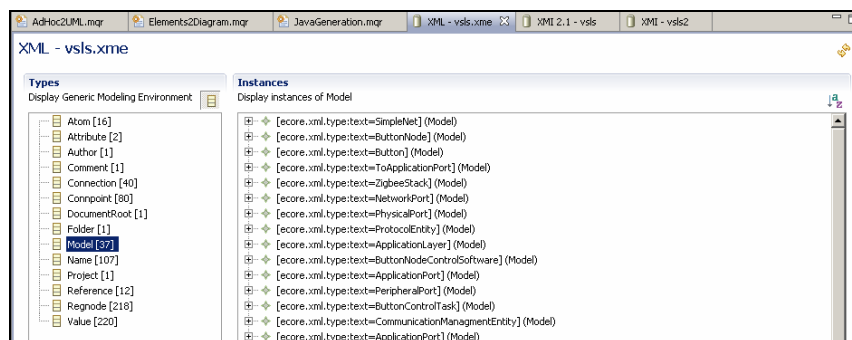 AdHoc2UML.mqr Elements2Diagram.mqr JavaGeneration.mqr XML - vsls.xme XMI 2.1 - vsls XMI - vsls2
XML - vsls.xme
Types
Display Generic Modeling Environment
Atom [16]
Attribute [2]
Author [1]
Comment [1]
Connection [40]
Connpoint [80]
DocumentRoot [1]
Folder [1]
Model [37]
Name [107]
Project [1]
Reference [12]
Regnode [218]
Value [220]
Instances
Display instances of Model
[ecore.xml.type:text=SimpleNet] (Model)
[ecore.xml.type:text=ButtonNode] (Model)
[ecore.xml.type:text=Button] (Model)
[ecore.xml.type:text=ToApplicationPort] (Model)
[ecore.xml.type:text=ZigbeeStack] (Model)
[ecore.xml.type:text=NetworkPort] (Model)
[ecore.xml.type:text=PhysicalPort] (Model)
[ecore.xml.type:text=ProtocolEntity] (Model)
[ecore.xml.type:text=ApplicationLayer] (Model)
[ecore.xml.type:text=ButtonNodeControlSoftware] (Model)
[ecore.xml.type:text=ApplicationPort] (Model)
[ecore.xml.type:text=PeripheralPort] (Model)
[ecore.xml.type:text=ButtonControlTask] (Model)
[ecore.xml.type:text=CommunicationManagmentEntity] (Model)
[ecore.xml.type:text=ApplicationPort] (Model)